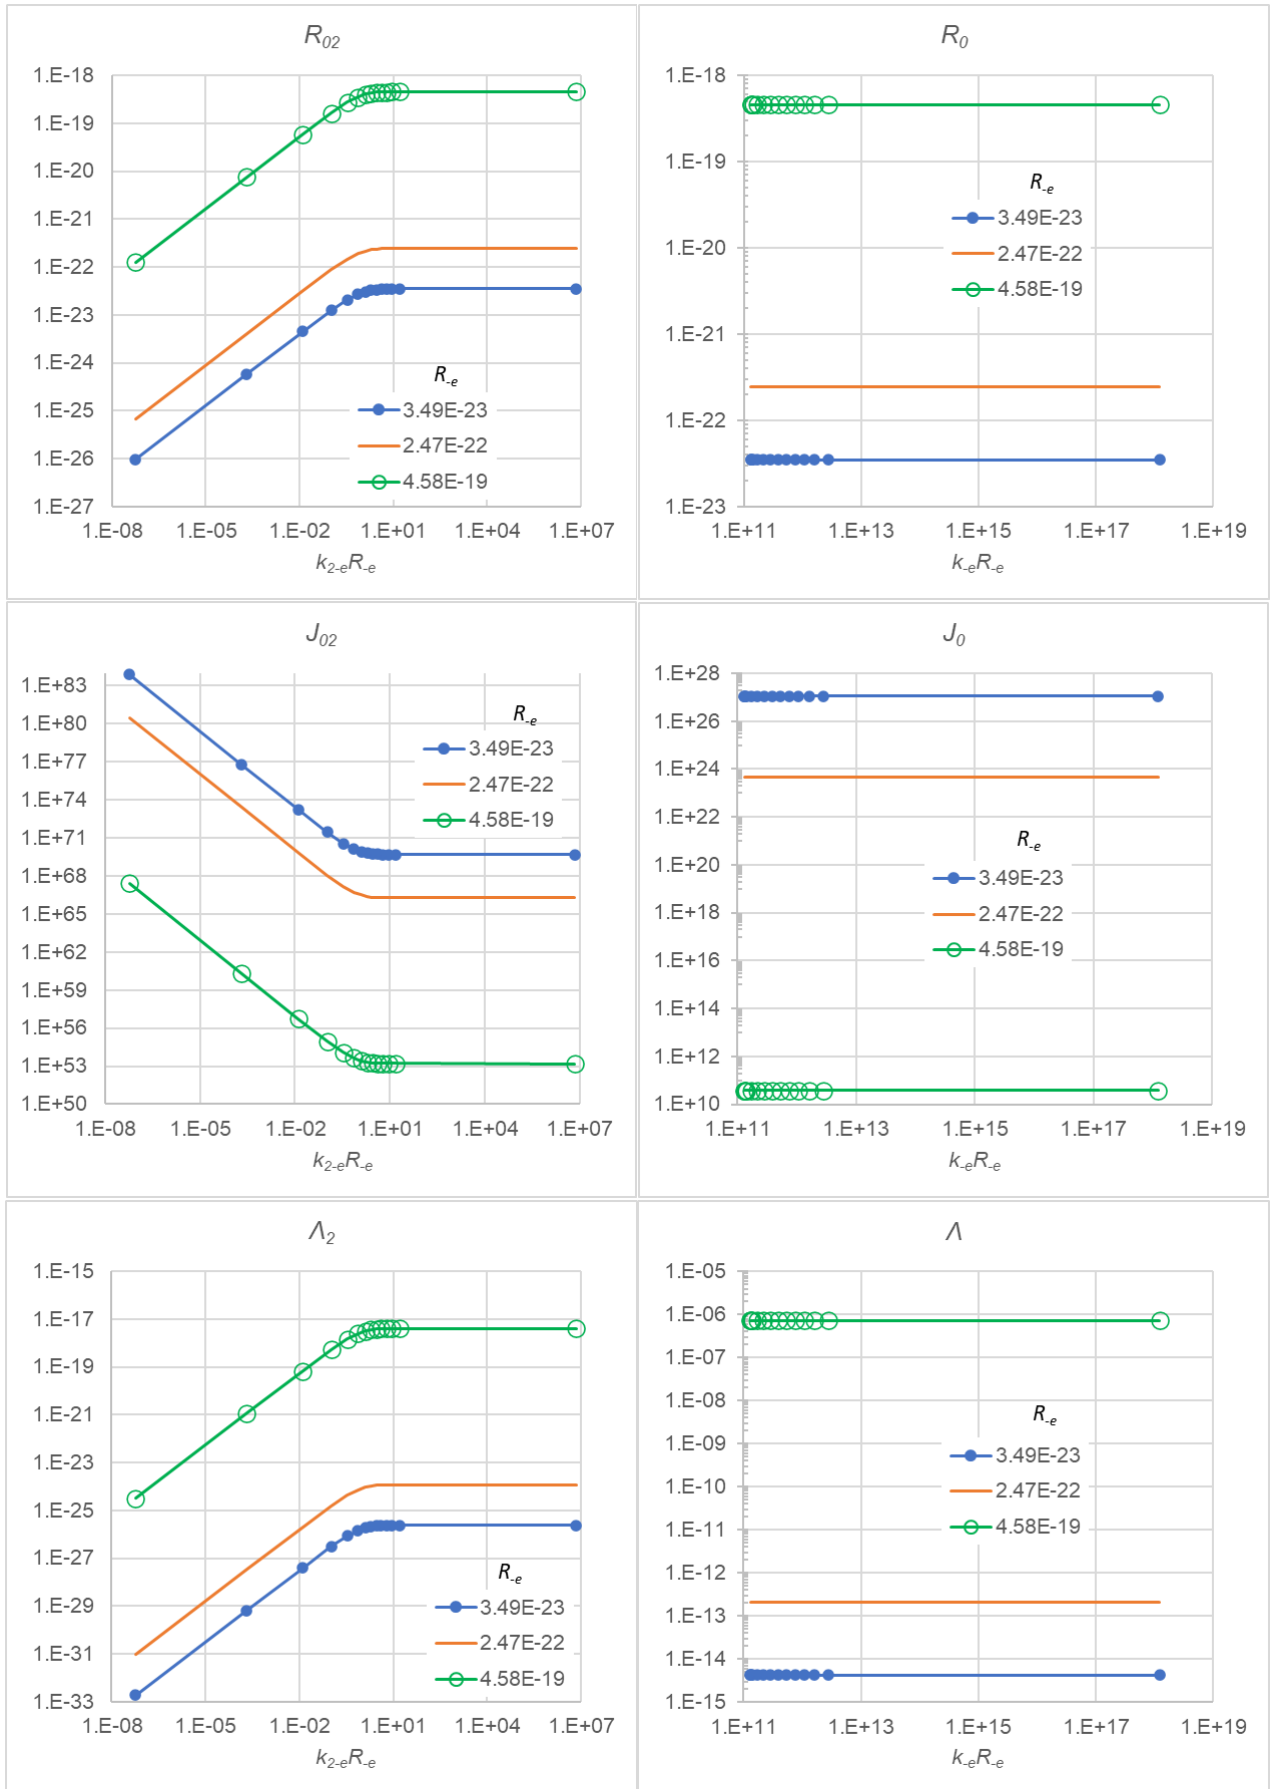 R02
1.E-18
1.E-19
1.E-20
1.E-21
1.E-22
1.E-23
1.E-24
1.E-25
1.E-26
1.E-27
R-e
3.49E-23
2.47E-22
4.58E-19
1.E-08 1.E-05 1.E-02 1.E+01 1.E+04 1.E+07
k2-eR-e
R0
1.E-18
1.E-19
1.E-20
1.E-21
1.E-22
1.E-23
R-e
3.49E-23
2.47E-22
4.58E-19
1.E+11 1.E+13 1.E+15 1.E+17 1.E+19
k-eR-e
J02
1.E+83
1.E+80
1.E+77
1.E+74
1.E+71
1.E+68
1.E+65
1.E+62
1.E+59
1.E+56
1.E+53
1.E+50
R-e
3.49E-23
2.47E-22
4.58E-19
1.E-08 1.E-05 1.E-02 1.E+01 1.E+04 1.E+07
k2-eR-e
J0
1.E+28
1.E+26
1.E+24
1.E+22
1.E+20
1.E+18
1.E+16
1.E+14
1.E+12
1.E+10
R-e
3.49E-23
2.47E-22
4.58E-19
1.E+11 1.E+13 1.E+15 1.E+17 1.E+19
k-eR-e
Λ2
1.E-15
1.E-17
1.E-19
1.E-21
1.E-23
1.E-25
1.E-27
1.E-29
1.E-31
1.E-33
R-e
3.49E-23
2.47E-22
4.58E-19
1.E-08 1.E-05 1.E-02 1.E+01 1.E+04 1.E+07
k2-eR-e
Λ
1.E-05
1.E-06
1.E-07
1.E-08
1.E-09
1.E-10
1.E-11
1.E-12
1.E-13
1.E-14
1.E-15
R-e
3.49E-23
2.47E-22
4.58E-19
1.E+11 1.E+13 1.E+15 1.E+17 1.E+19
k-eR-e